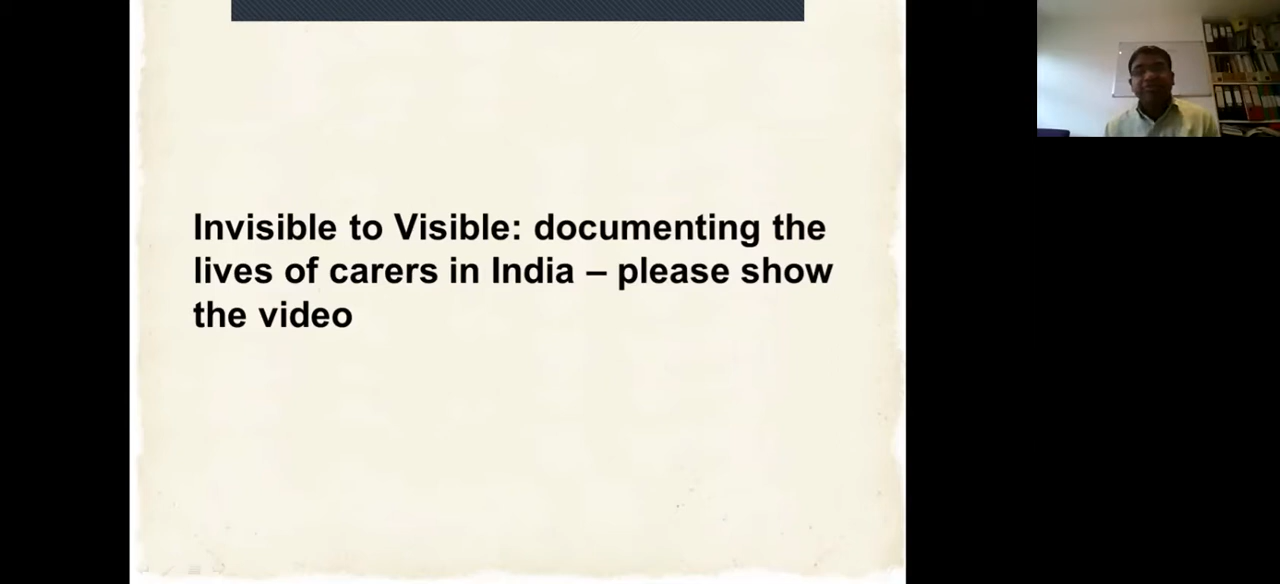 Invisible to Visible: documenting the
lives of carers in India – please show
the video